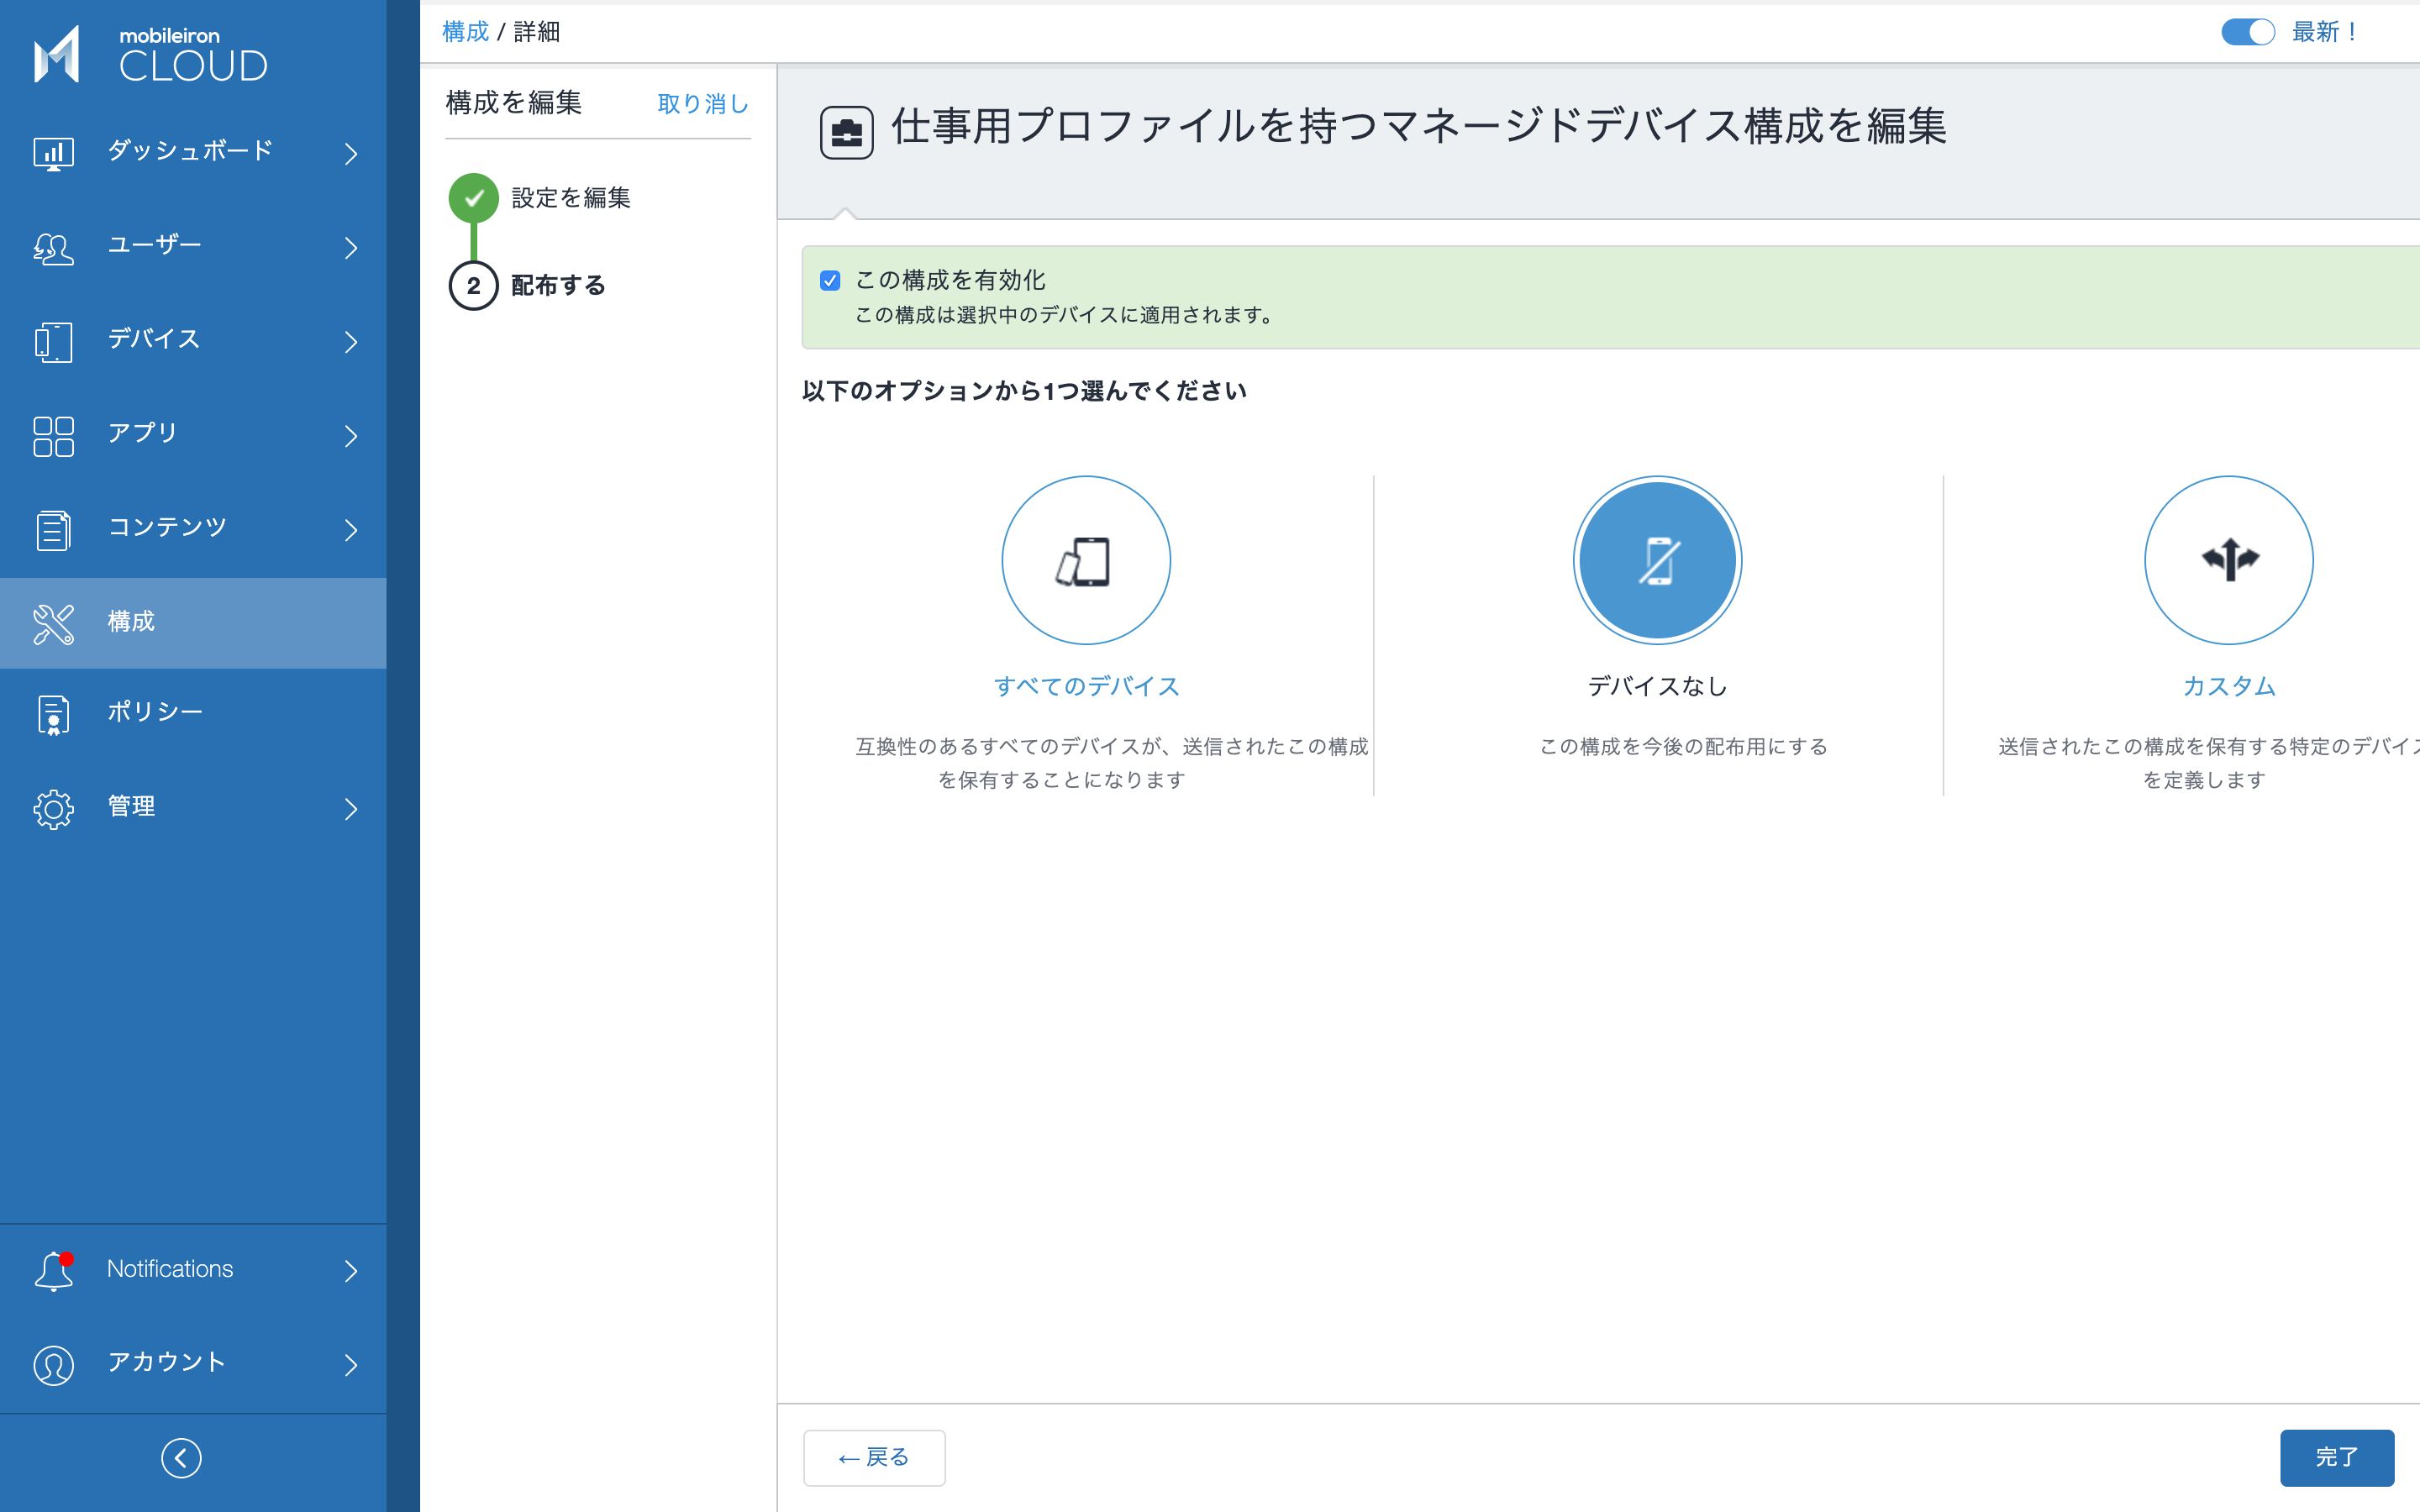 mobileiron
CLOUD
ダッシュボード
ユーザー
デバイス
アプリ
コンテンツ
構成
ポリシー
管理
Notifications
アカウント
構成 / 詳細
最新！
構成を編集
取り消し
設定を編集
2 配布する
仕事用プロファイルを持つマネージドデバイス構成を編集
この構成を有効化
この構成は選択中のデバイスに適用されます。
以下のオプションから1つ選んでください
すべてのデバイス
互換性のあるすべてのデバイスが、送信されたこの構成
を保有することになります
デバイスなし
この構成を今後の配布用にする
カスタム
送信されたこの構成を保有する特定のデバイス
を定義します
←戻る
完了